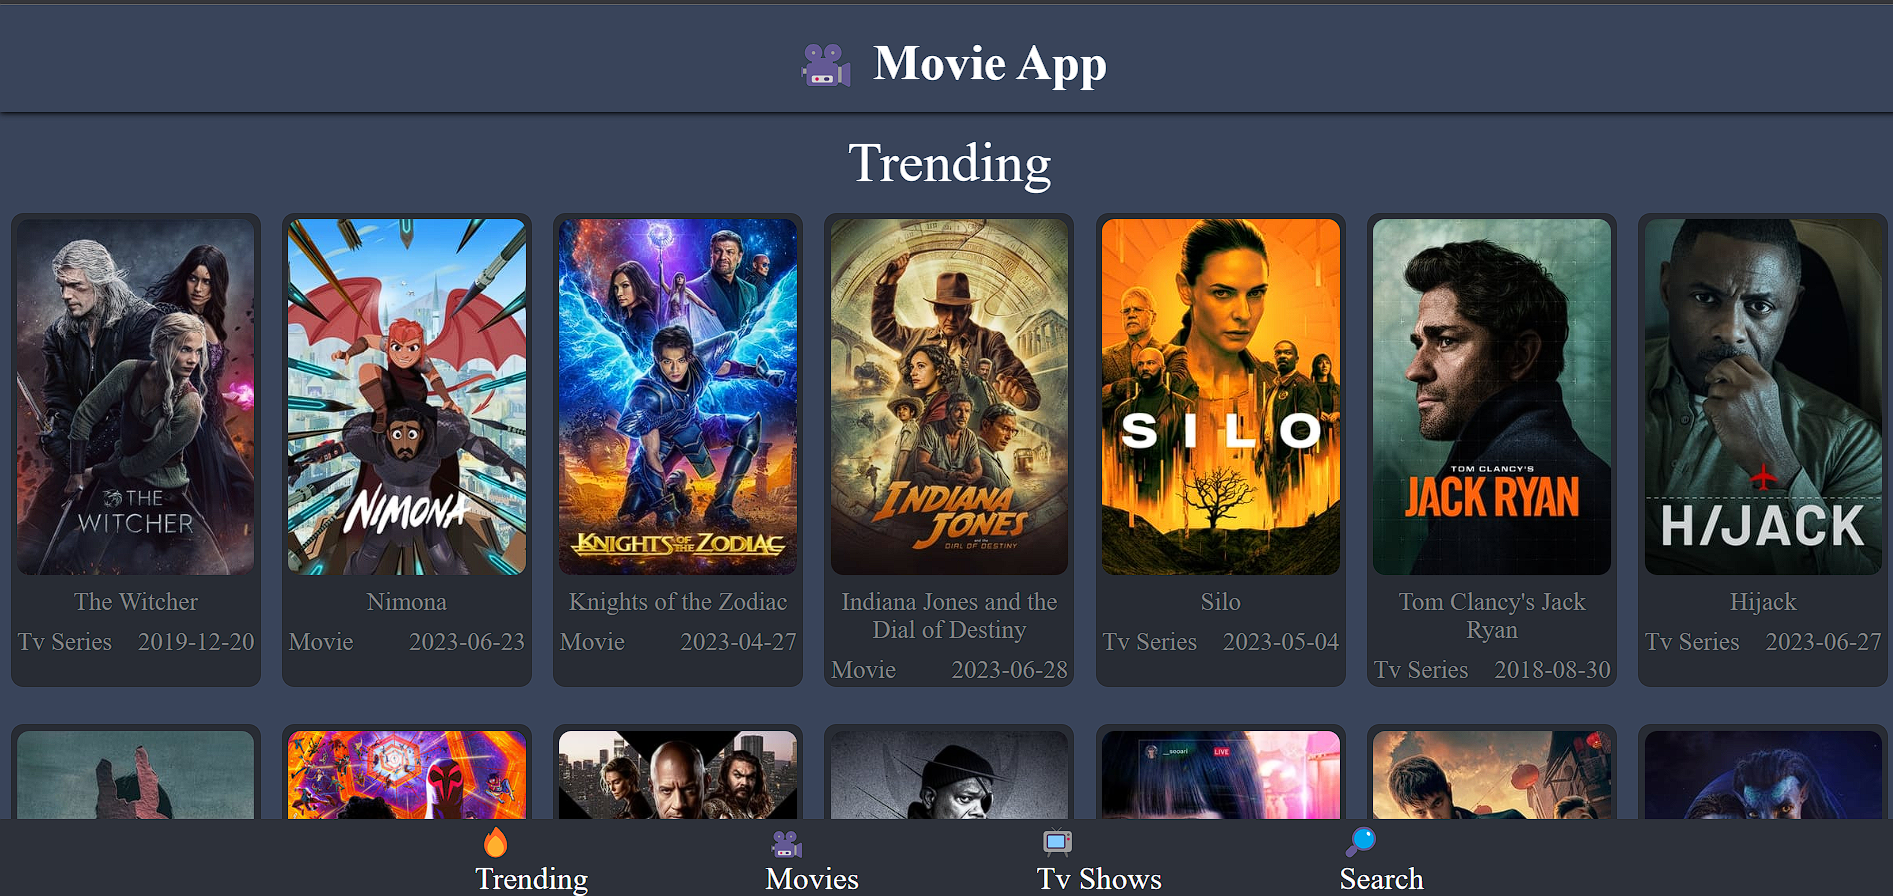 Movie App
Trending
THE
WITCHER
NIMONA
KNIGHTS OF THE ZODIAC
INDIANA
JONES
AND THE
DIAL OF DESTINY
SILO
TOM CLANCY'S
JACK RYAN
H/JACK
The Witcher
Tv Series 2019-12-20
Nimona
Movie 2023-06-23
Knights of the Zodiac
Movie 2023-04-27
Indiana Jones and the
Dial of Destiny
Movie 2023-06-28
Silo
Tv Series 2023-05-04
Tom Clancy's Jack
Ryan
Tv Series 2018-08-30
Hijack
Tv Series 2023-06-27
__seoari LIVE
Trending
Movies
Tv Shows
Search